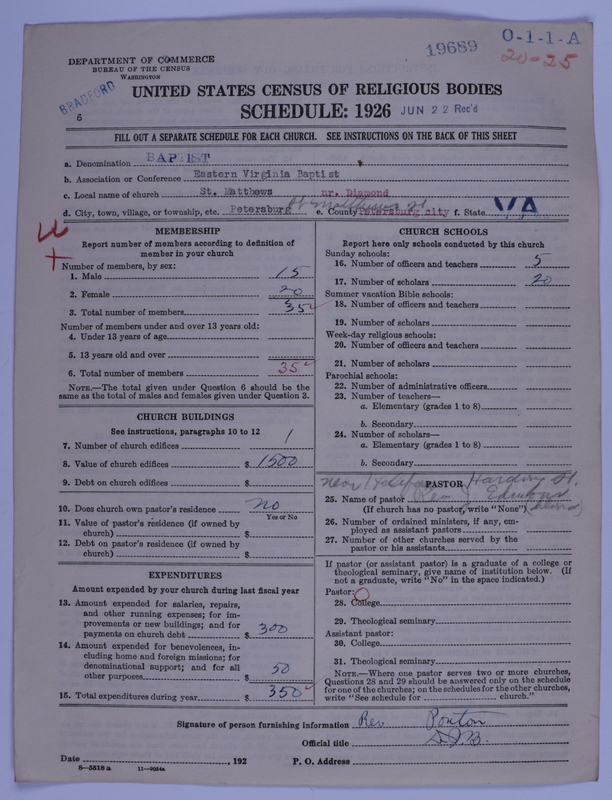 19689 O-1-1-A
20-25
DEPARTMENT OF COMMERCE
BUREAU OF THE CENSUS
WASHINGTON
BRADFORD
6
UNITED STATES CENSUS OF RELIGIOUS BODIES
SCHEDULE: 1926 JUN 22 Rec'd
FILL OUT A SEPARATE SCHEDULE FOR EACH CHURCH. SEE INSTRUCTIONS ON THE BACK OF THIS SHEET
a. Denomination BAPTIST
b. Association or Conference Eastern Virginia Baptist
c. Local name of church St. Matthews nr. Diamond
d. City, town, village, or township, etc. Petersburg St Matthews St e. County Petersburg city f. State VA
MEMBERSHIP
Report number of members according to definition of
member in your church
Number of members, by sex:
1. Male 15
2. Female 20
3. Total number of members 35
Number of members under and over 13 years old:
4. Under 13 years of age
5. 13 years old and over
6. Total number of members 35
NOTE.—The total given under Question 6 should be the
same as the total of males and females given under Question 3.
CHURCH BUILDINGS
See instructions, paragraphs 10 to 12
7. Number of church edifices 1
8. Value of church edifices $ 1500
9. Debt on church edifices $
10. Does church own pastor's residence no
Yes or No
11. Value of pastor's residence (if owned by
church) $
12. Debt on pastor's residence (if owned by
church) $
EXPENDITURES
Amount expended by your church during last fiscal year
13. Amount expended for salaries, repairs,
and other running expenses; for im-
provements or new buildings; and for
payments on church debt $ 300
14. Amount expended for benevolences, in-
cluding home and foreign missions; for
denominational support; and for all
other purposes $ 50
15. Total expenditures during year $ 350
CHURCH SCHOOLS
Report here only schools conducted by this church
Sunday schools:
16. Number of officers and teachers 5
17. Number of scholars 20
Summer vacation Bible schools:
18. Number of officers and teachers
19. Number of scholars
Week-day religious schools:
20. Number of officers and teachers
21. Number of scholars
Parochial schools:
22. Number of administrative officers
23. Number of teachers—
a. Elementary (grades 1 to 8)
b. Secondary
24. Number of scholars—
a. Elementary (grades 1 to 8)
b. Secondary
near Harding St.
PASTOR
25. Name of pastor Rev J. Edmond
(If church has no pastor, write "None")
26. Number of ordained ministers, if any, em-
ployed as assistant pastors
27. Number of other churches served by the
pastor or his assistants
If pastor (or assistant pastor) is a graduate of a college or
theological seminary, give name of institution below. (If
not a graduate, write "No" in the space indicated.)
Pastor:
28. College
29. Theological seminary
Assistant pastor:
30. College
31. Theological seminary
NOTE.—Where one pastor serves two or more churches,
Questions 28 and 29 should be answered only on the schedule
for one of the churches; on the schedules for the other churches,
write "See schedule for church."
Signature of person furnishing information Rev Ponton
Official title
Date , 192 P. O. Address
8-5518 a 11-9034a